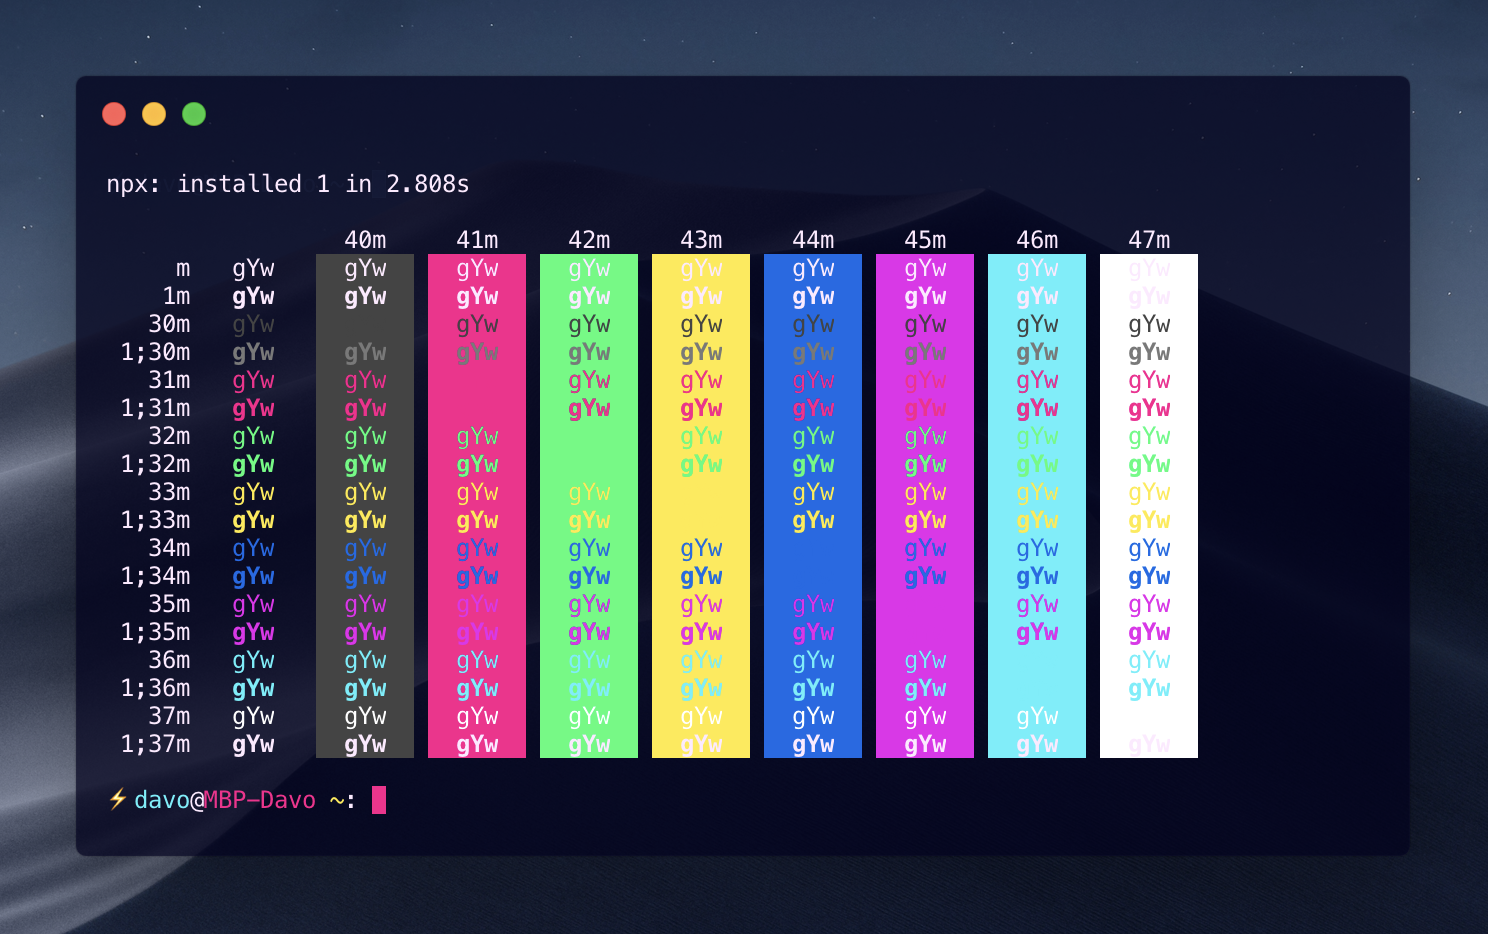 npx: installed 1 in 2.808s
40m 41m 42m 43m 44m 45m 46m 47m
m gYw gYw gYw gYw gYw gYw gYw gYw gYw
1m gYw gYw gYw gYw gYw gYw gYw gYw gYw
30m gYw gYw gYw gYw gYw gYw gYw gYw
1;30m gYw gYw gYw gYw gYw gYw gYw gYw gYw
31m gYw gYw gYw gYw gYw gYw gYw gYw
1;31m gYw gYw gYw gYw gYw gYw gYw gYw
32m gYw gYw gYw gYw gYw gYw gYw gYw
1;32m gYw gYw gYw gYw gYw gYw gYw gYw
33m gYw gYw gYw gYw gYw gYw gYw gYw
1;33m gYw gYw gYw gYw gYw gYw gYw gYw
34m gYw gYw gYw gYw gYw gYw gYw gYw
1;34m gYw gYw gYw gYw gYw gYw gYw gYw
35m gYw gYw gYw gYw gYw gYw gYw gYw
1;35m gYw gYw gYw gYw gYw gYw gYw gYw
36m gYw gYw gYw gYw gYw gYw gYw gYw
1;36m gYw gYw gYw gYw gYw gYw gYw gYw
37m gYw gYw gYw gYw gYw gYw gYw gYw
1;37m gYw gYw gYw gYw gYw gYw gYw gYw gYw
⚡davo@MBP-Davo ~: